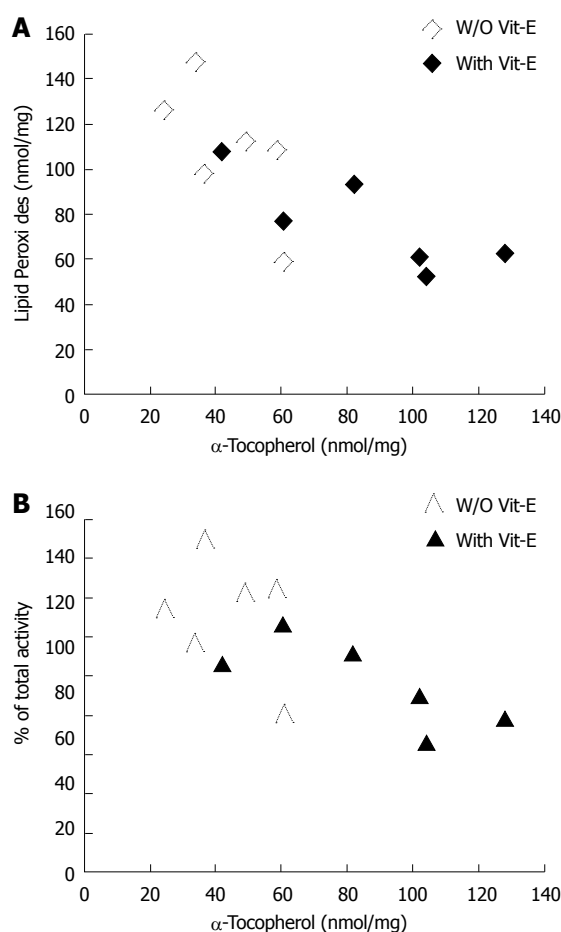 A
W/O Vit-E
With Vit-E
Lipid Peroxi des (nmol/mg)
160
140
120
100
80
60
40
20
0
0 20 40 60 80 100 120 140
α-Tocopherol (nmol/mg)
B
W/O Vit-E
With Vit-E
% of total activity
160
140
120
100
80
60
40
20
0
0 20 40 60 80 100 120 140
α-Tocopherol (nmol/mg)